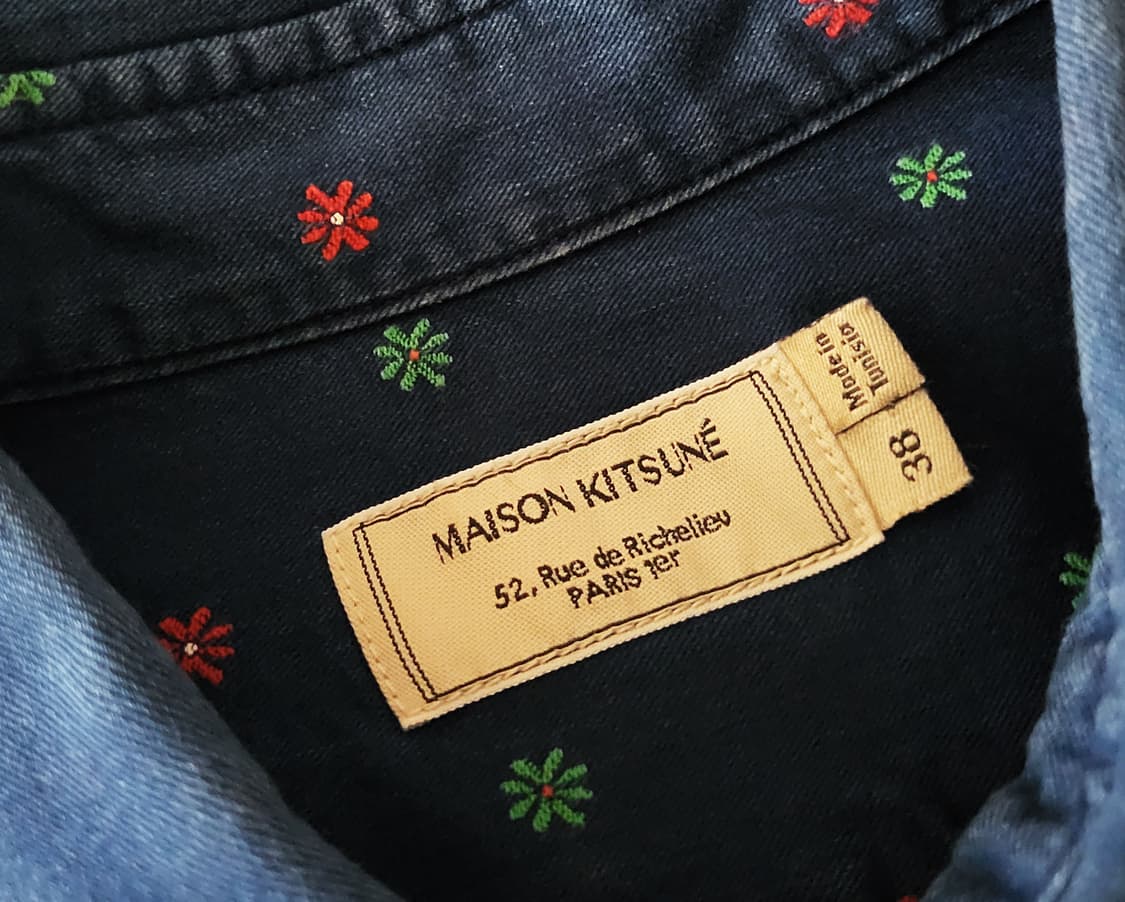 MAISON KITSUNÉ
52, Rue de Richelieu
PARIS 1er
Made in
Tunisia
38